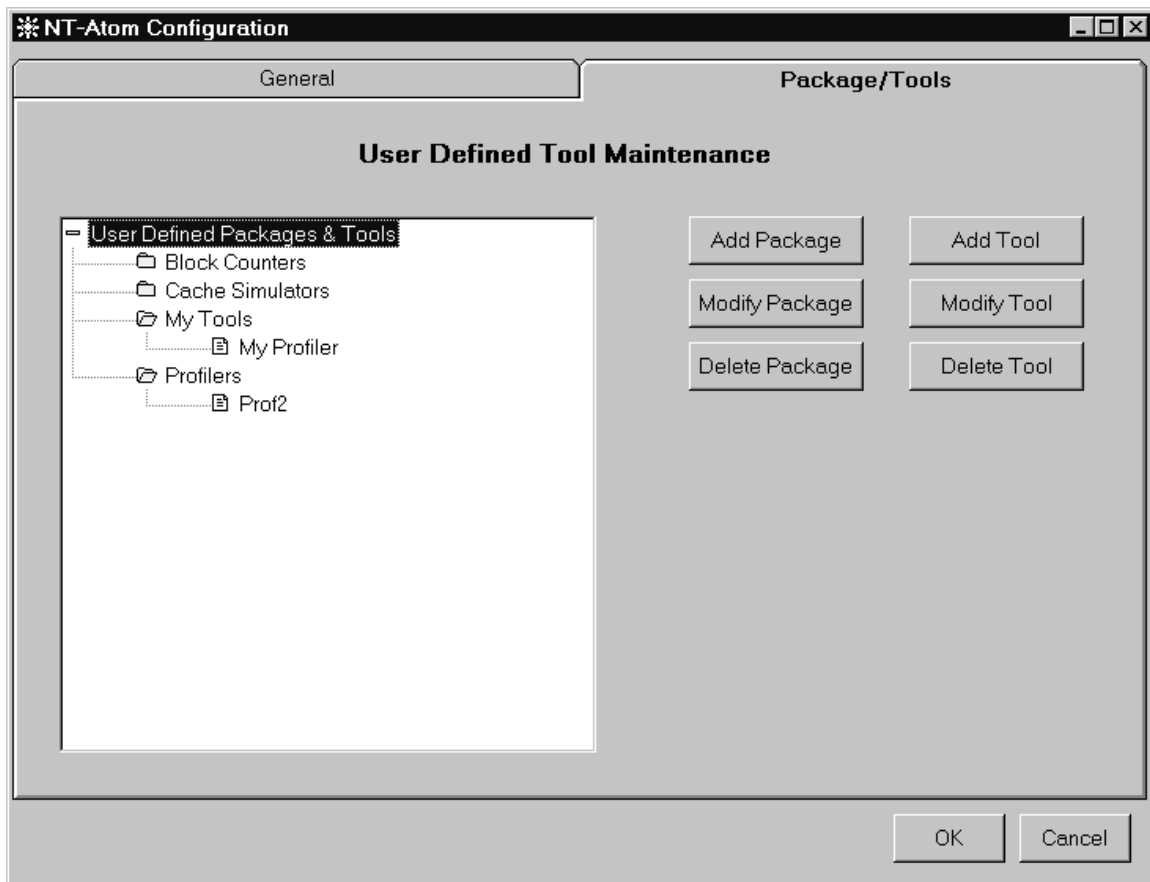 NT-Atom Configuration
General
Package/Tools
User Defined Tool Maintenance
User Defined Packages & Tools
Block Counters
Cache Simulators
My Tools
My Profiler
Profilers
Prof2
Add Package
Add Tool
Modify Package
Modify Tool
Delete Package
Delete Tool
OK
Cancel